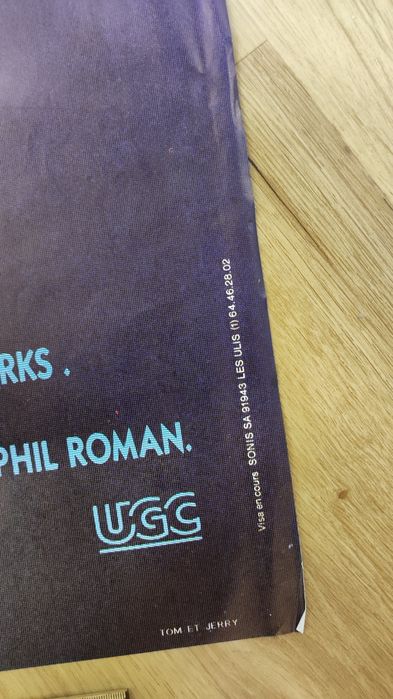 RKS .
PHIL ROMAN.
UGC
TOM ET JERRY
Visa en cours SONIS SA 91943 LES ULIS (1) 64.46.28.02